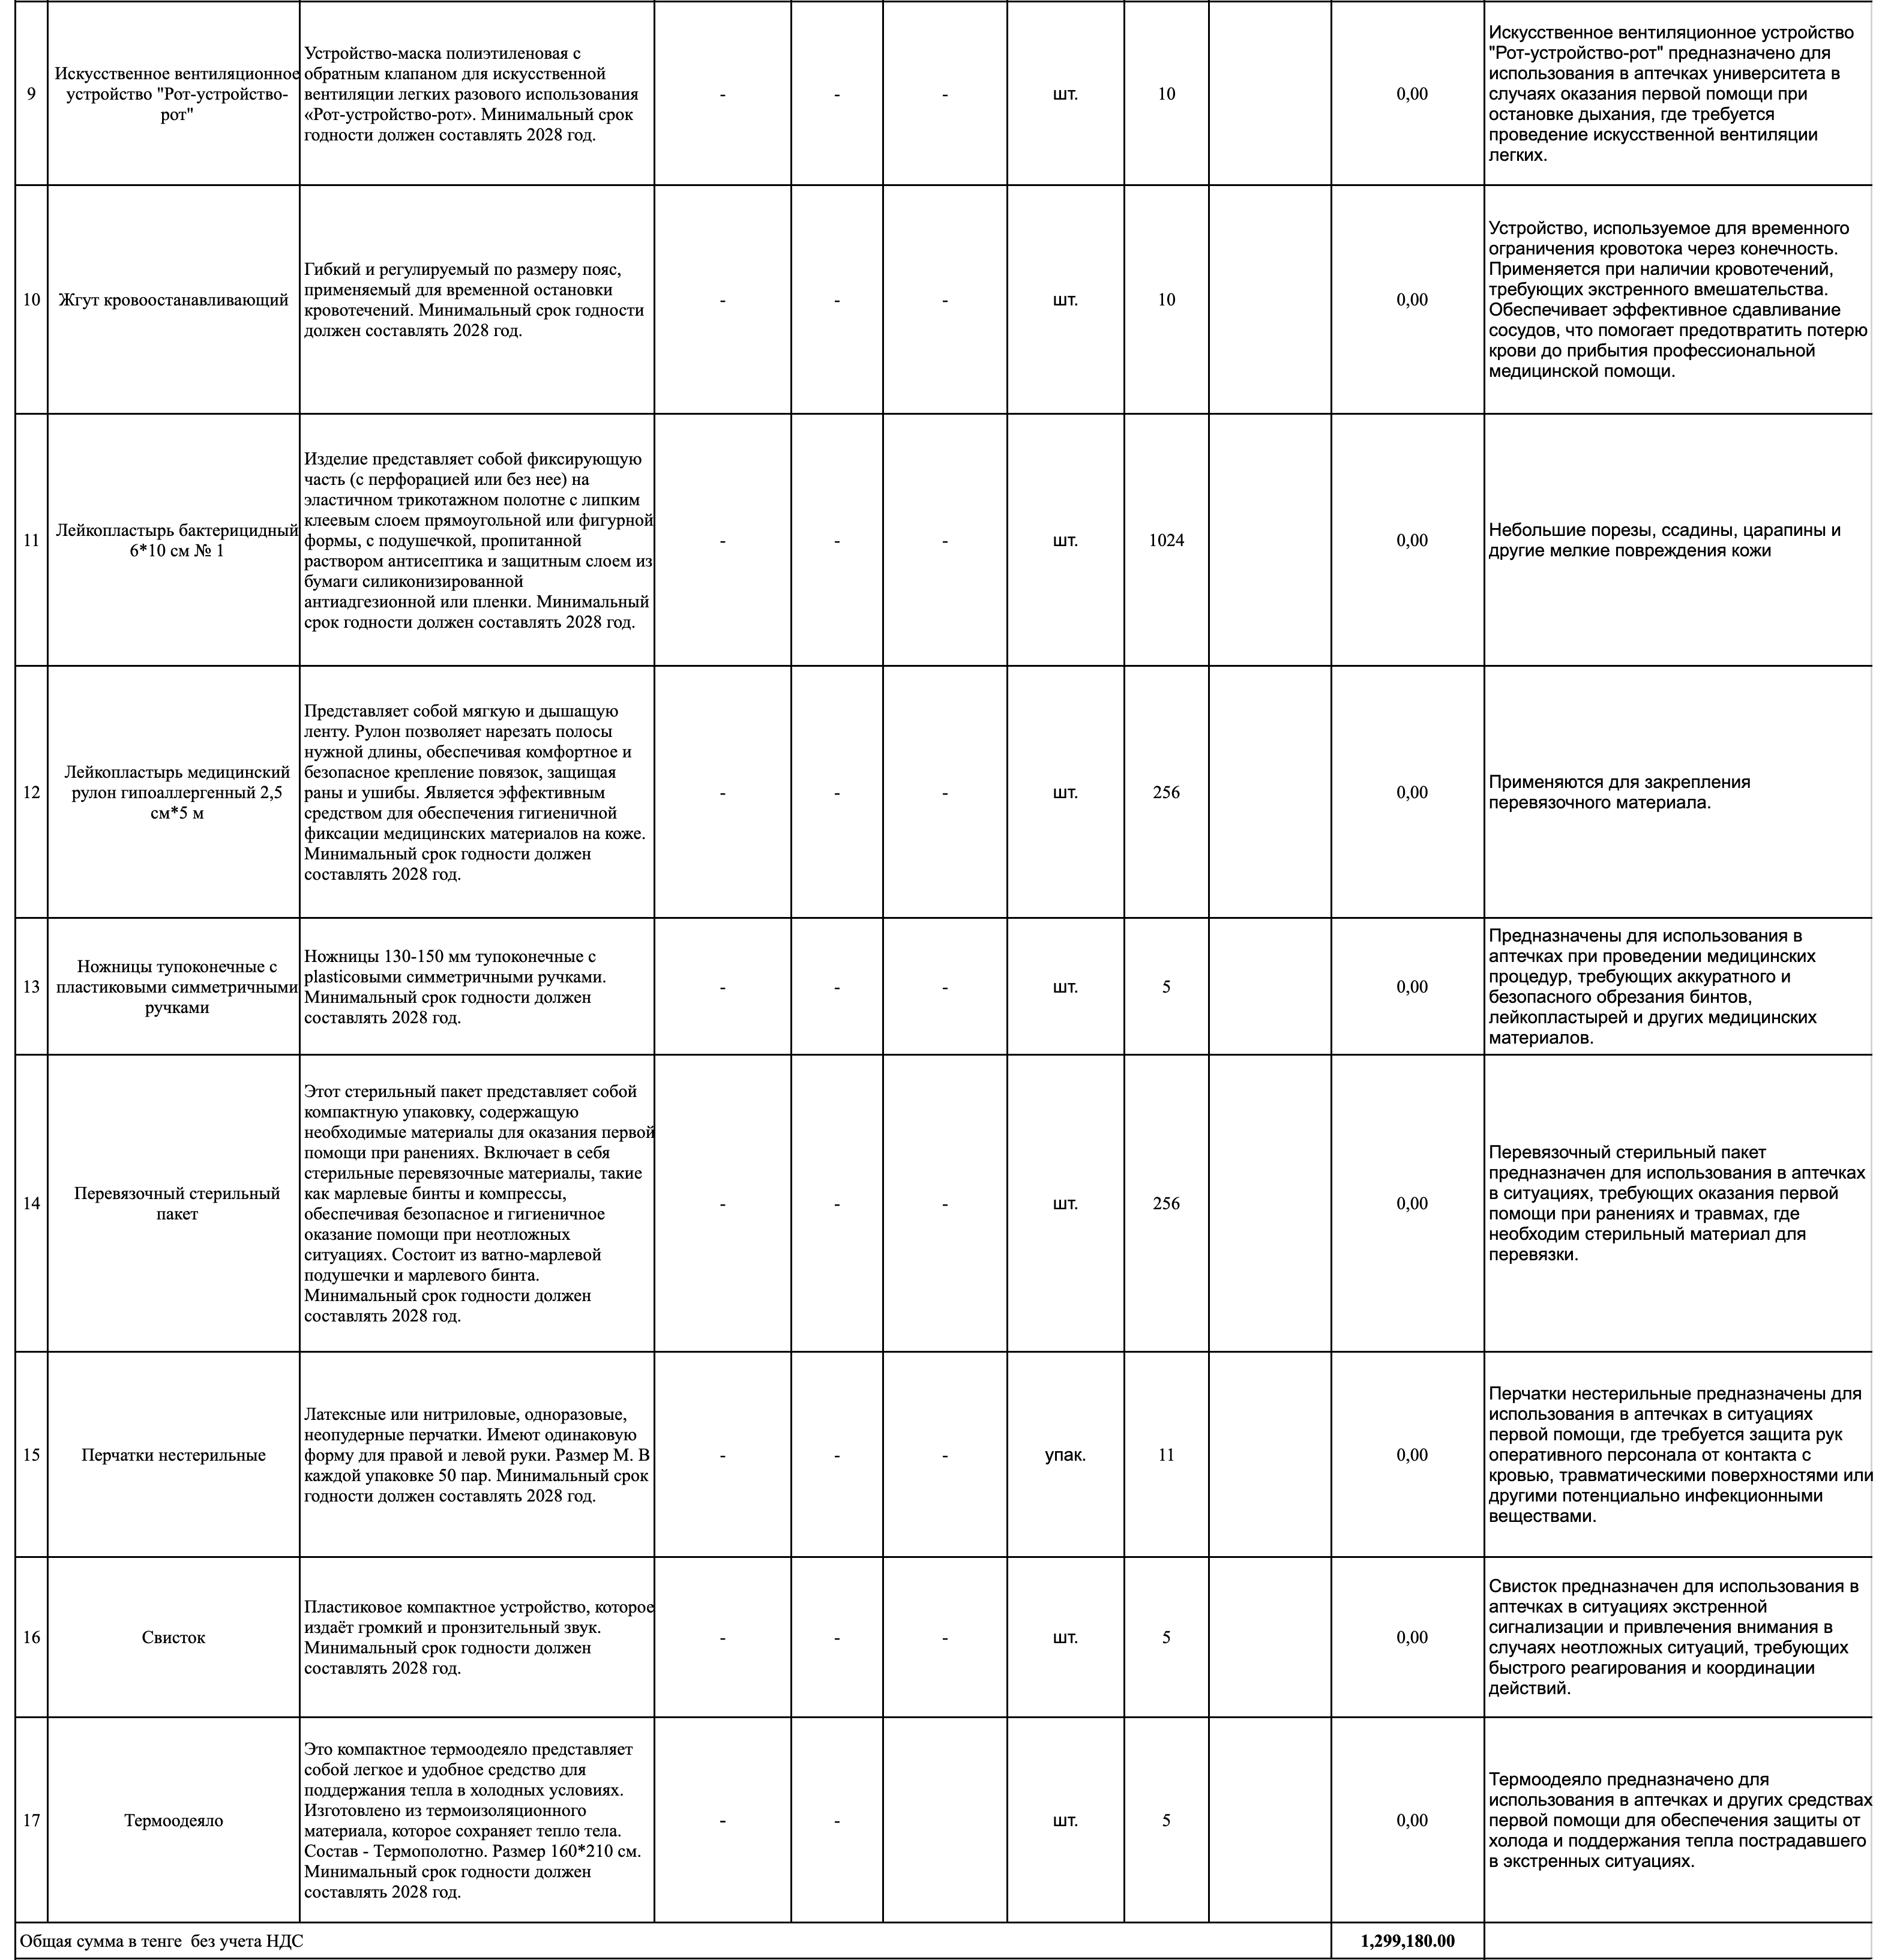 9
Искусственное вентиляционное
устройство "Рот-устройство-
рот"
Устройство-маска полиэтиленовая с
обратным клапаном для искусственной
вентиляции легких разового использования
«Рот-устройство-рот». Минимальный срок
годности должен составлять 2028 год.
-
-
-
шт.
10
0,00
Искусственное вентиляционное устройство
"Рот-устройство-рот" предназначено для
использования в аптечках университета в
случаях оказания первой помощи при
остановке дыхания, где требуется
проведение искусственной вентиляции
легких.
10
Жгут кровоостанавливающий
Гибкий и регулируемый по размеру пояс,
применяемый для временной остановки
кровотечений. Минимальный срок годности
должен составлять 2028 год.
-
-
-
шт.
10
0,00
Устройство, используемое для временного
ограничения кровотока через конечность.
Применяется при наличии кровотечений,
требующих экстренного вмешательства.
Обеспечивает эффективное сдавливание
сосудов, что помогает предотвратить потерю
крови до прибытия профессиональной
медицинской помощи.
11
Лейкопластырь бактерицидный
6*10 см № 1
Изделие представляет собой фиксирующую
часть (с перфорацией или без нее) на
эластичном трикотажном полотне с липким
клеевым слоем прямоугольной или фигурной
формы, с подушечкой, пропитанной
раствором антисептика и защитным слоем из
бумаги силиконизированной
антиадгезионной или пленки. Минимальный
срок годности должен составлять 2028 год.
-
-
-
шт.
1024
0,00
Небольшие порезы, ссадины, царапины и
другие мелкие повреждения кожи
12
Лейкопластырь медицинский
рулон гипоаллергенный 2,5
см*5 м
Представляет собой мягкую и дышащую
ленту. Рулон позволяет нарезать полосы
нужной длины, обеспечивая комфортное и
безопасное крепление повязок, защищая
раны и ушибы. Является эффективным
средством для обеспечения гигиеничной
фиксации медицинских материалов на коже.
Минимальный срок годности должен
составлять 2028 год.
-
-
-
шт.
256
0,00
Применяются для закрепления
перевязочного материала.
13
Ножницы тупоконечные с
пластиковыми симметричными
ручками
Ножницы 130-150 мм тупоконечные с
plasticовыми симметричными ручками.
Минимальный срок годности должен
составлять 2028 год.
-
-
-
шт.
5
0,00
Предназначены для использования в
аптечках при проведении медицинских
процедур, требующих аккуратного и
безопасного обрезания бинтов,
лейкопластырей и других медицинских
материалов.
14
Перевязочный стерильный
пакет
Этот стерильный пакет представляет собой
компактную упаковку, содержащую
необходимые материалы для оказания первой
помощи при ранениях. Включает в себя
стерильные перевязочные материалы, такие
как марлевые бинты и компрессы,
обеспечивая безопасное и гигиеничное
оказание помощи при неотложных
ситуациях. Состоит из ватно-марлевой
подушечки и марлевого бинта.
Минимальный срок годности должен
составлять 2028 год.
-
-
-
шт.
256
0,00
Перевязочный стерильный пакет
предназначен для использования в аптечках
в ситуациях, требующих оказания первой
помощи при ранениях и травмах, где
необходим стерильный материал для
перевязки.
15
Перчатки нестерильные
Латексные или нитриловые, одноразовые,
неопудерные перчатки. Имеют одинаковую
форму для правой и левой руки. Размер М. В
каждой упаковке 50 пар. Минимальный срок
годности должен составлять 2028 год.
-
-
-
упак.
11
0,00
Перчатки нестерильные предназначены для
использования в аптечках в ситуациях
первой помощи, где требуется защита рук
оперативного персонала от контакта с
кровью, травматическими поверхностями или
другими потенциально инфекционными
веществами.
16
Свисток
Пластиковое компактное устройство, которое
издаёт громкий и пронзительный звук.
Минимальный срок годности должен
составлять 2028 год.
-
-
-
шт.
5
0,00
Свисток предназначен для использования в
аптечках в ситуациях экстренной
сигнализации и привлечения внимания в
случаях неотложных ситуаций, требующих
быстрого реагирования и координации
действий.
17
Термоодеяло
Это компактное термоодеяло представляет
собой легкое и удобное средство для
поддержания тепла в холодных условиях.
Изготовлено из термоизоляционного
материала, которое сохраняет тепло тела.
Состав - Термополотно. Размер 160*210 см.
Минимальный срок годности должен
составлять 2028 год.
-
-
шт.
5
0,00
Термоодеяло предназначено для
использования в аптечках и других средствах
первой помощи для обеспечения защиты от
холода и поддержания тепла пострадавшего
в экстренных ситуациях.
Общая сумма в тенге без учета НДС
1,299,180.00